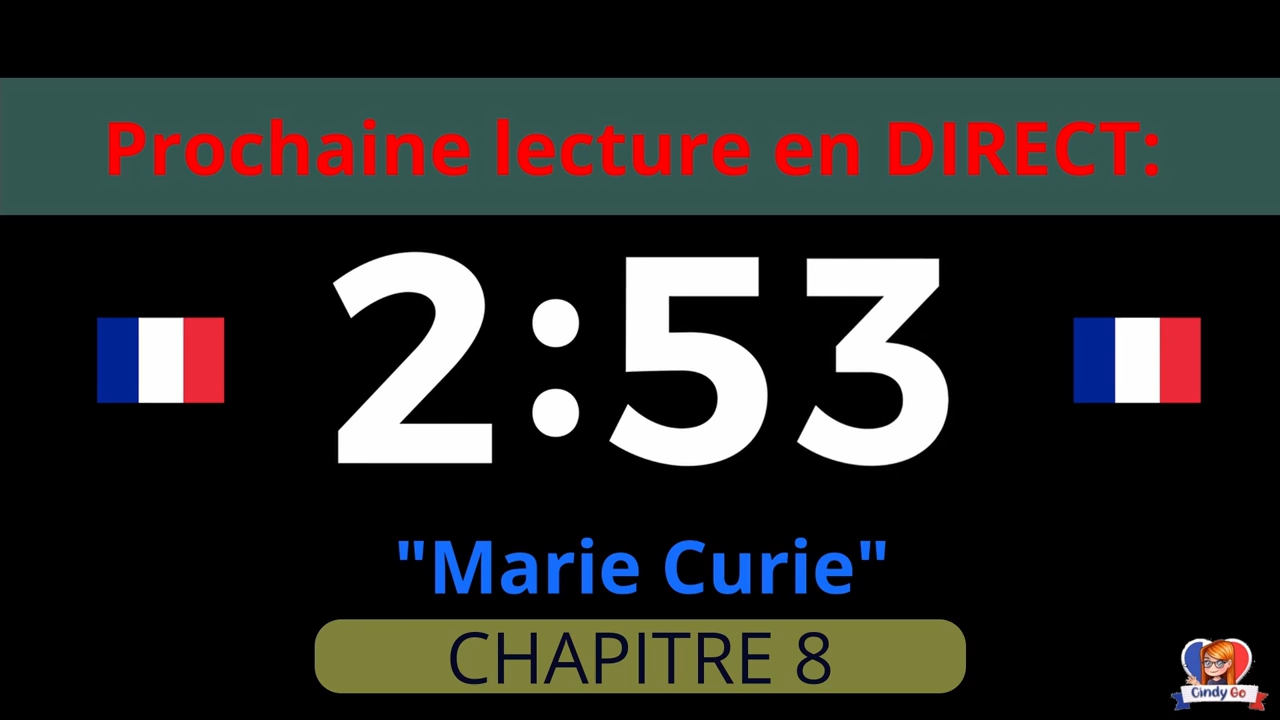 Prochaine lecture en DIRECT:
2:53
"Marie Curie"
CHAPITRE 8
Cindy Go